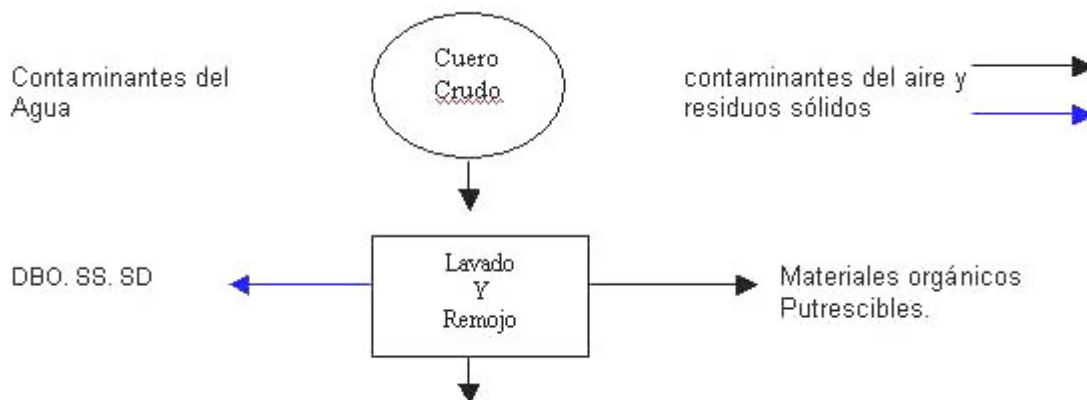 Contaminantes del
Agua
Cuero
Crudo
contaminantes del aire y
residuos sólidos
DBO. SS. SD
Lavado
Y
Remojo
Materiales orgánicos
Putrescibles.